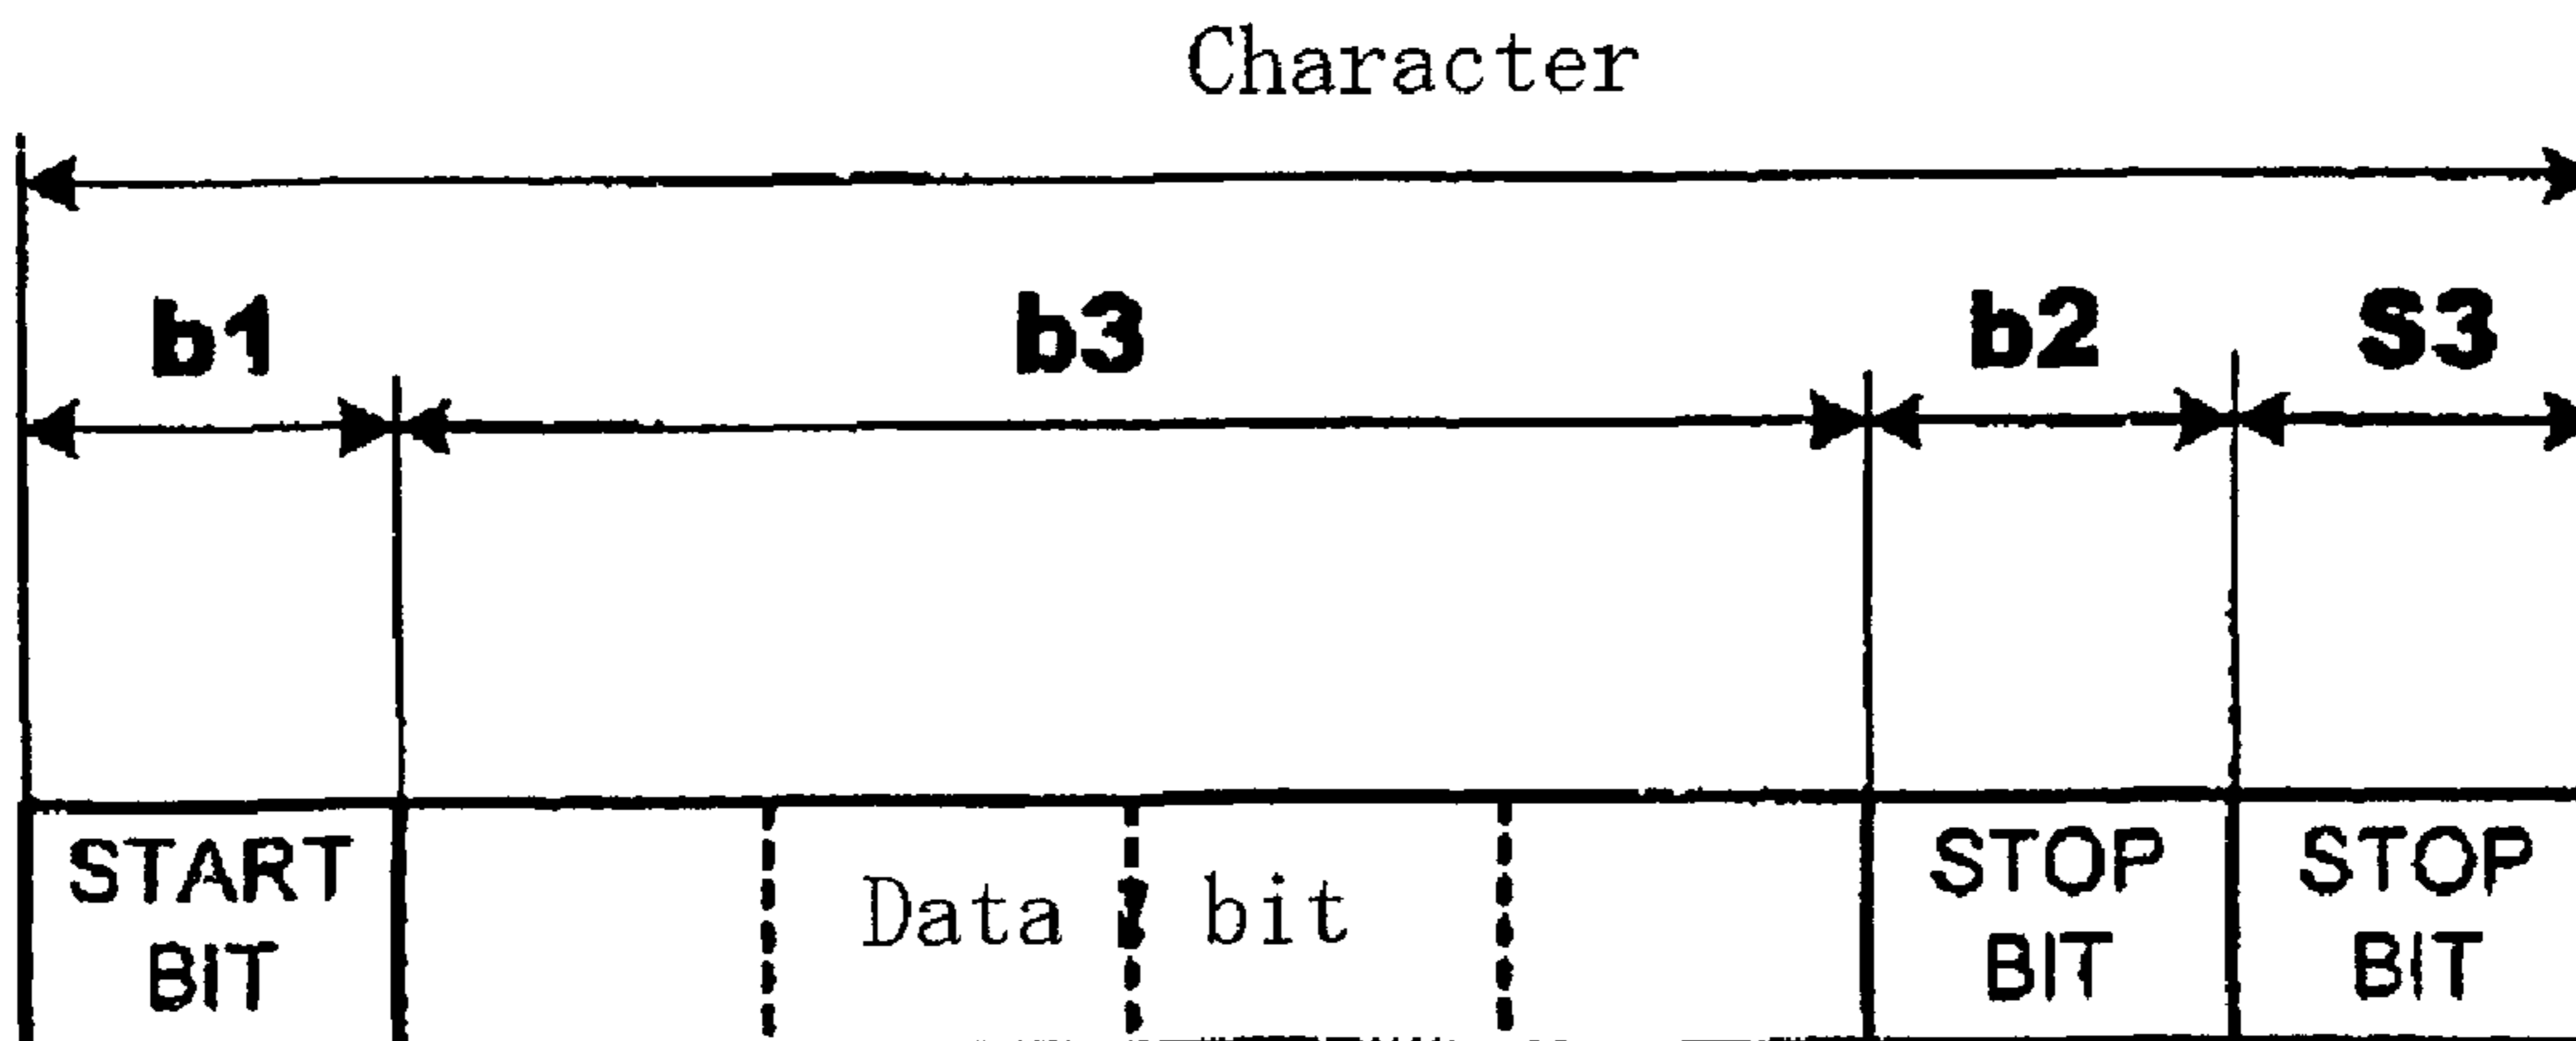 Character
b1 b3 b2 S3
START BIT Data bit STOP BIT STOP BIT